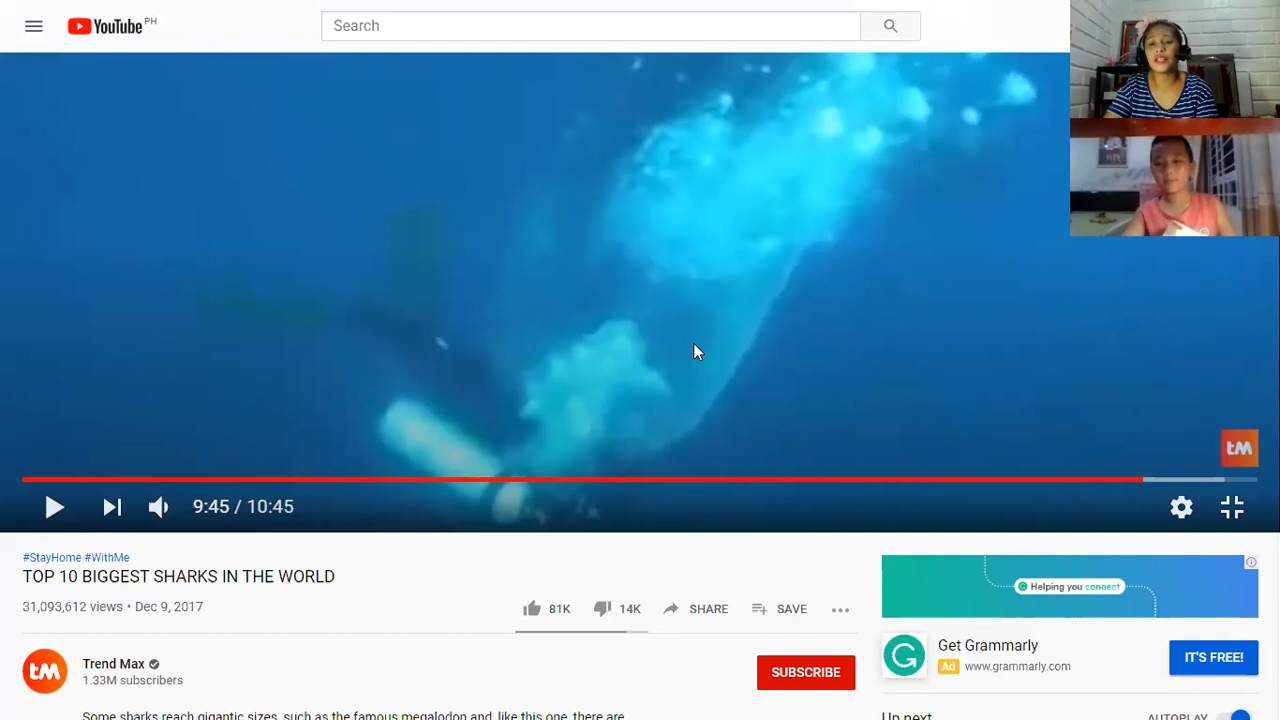 YouTube PH
Search
tM
9:45 / 10:45
#StayHome #WithMe
TOP 10 BIGGEST SHARKS IN THE WORLD
31,093,612 views • Dec 9, 2017
81K
14K
SHARE
SAVE
tM
Trend Max
1.33M subscribers
SUBSCRIBE
Some sharks reach gigantic sizes, such as the famous megalodon and, like this one, there are
Helping you connect
Get Grammarly
Ad www.grammarly.com
IT'S FREE!
Up next
AUTOPLAY